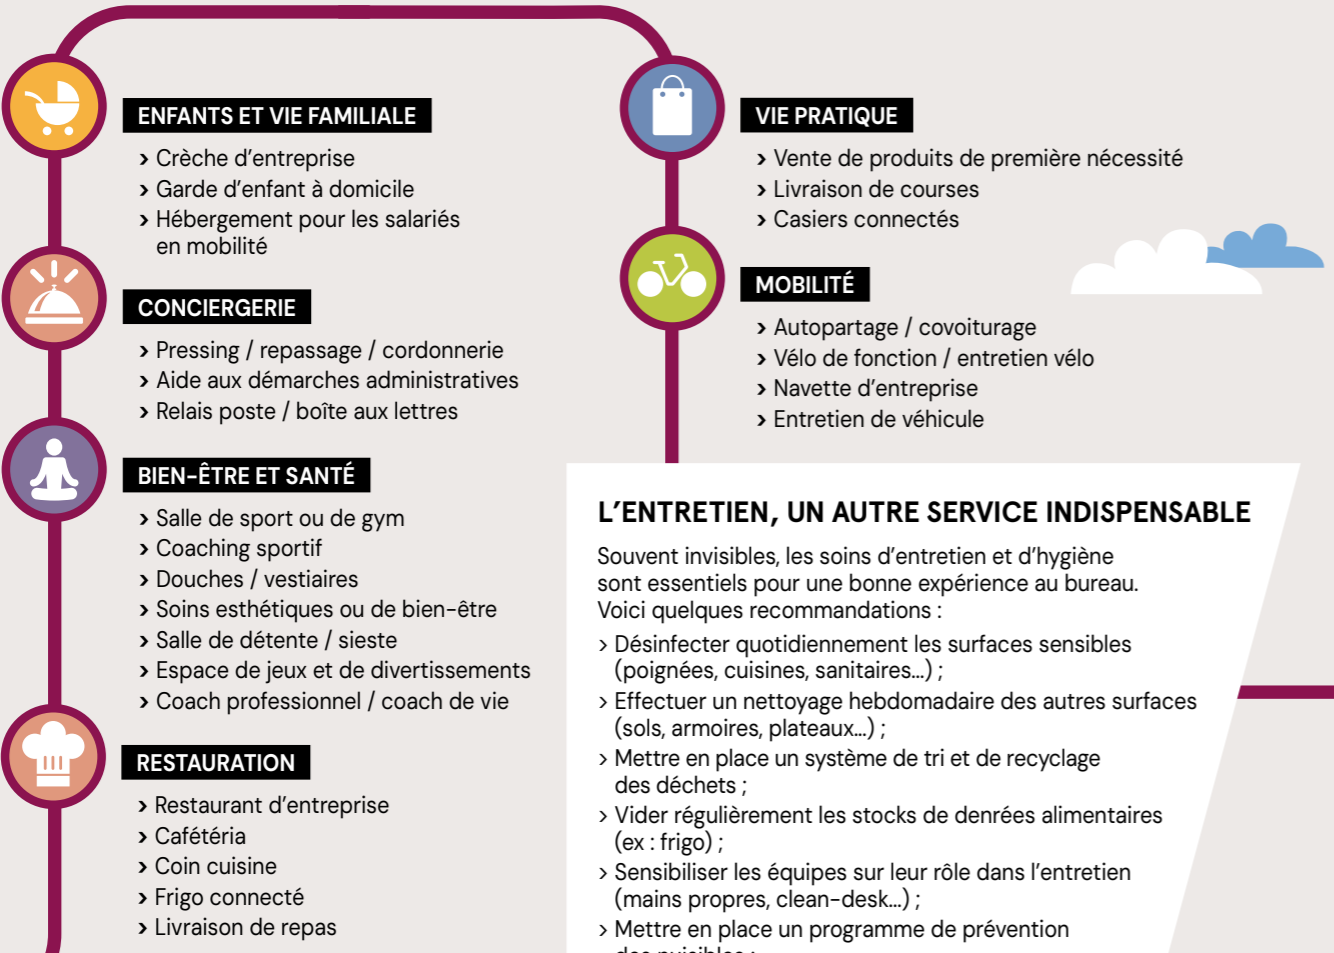 ENFANTS ET VIE FAMILIALE
› Crèche d’entreprise
› Garde d’enfant à domicile
› Hébergement pour les salariés
en mobilité
CONCIERGERIE
› Pressing / repassage / cordonnerie
› Aide aux démarches administratives
› Relais poste / boîte aux lettres
BIEN-ÊTRE ET SANTÉ
› Salle de sport ou de gym
› Coaching sportif
› Douches / vestiaires
› Soins esthétiques ou de bien-être
› Salle de détente / sieste
› Espace de jeux et de divertissements
› Coach professionnel / coach de vie
RESTAURATION
› Restaurant d’entreprise
› Cafétéria
› Coin cuisine
› Frigo connecté
› Livraison de repas
VIE PRATIQUE
› Vente de produits de première nécessité
› Livraison de courses
› Casiers connectés
MOBILITÉ
› Autopartage / covoiturage
› Vélo de fonction / entretien vélo
› Navette d’entreprise
› Entretien de véhicule
L’ENTRETIEN, UN AUTRE SERVICE INDISPENSABLE
Souvent invisibles, les soins d’entretien et d’hygiène
sont essentiels pour une bonne expérience au bureau.
Voici quelques recommandations :
› Désinfecter quotidiennement les surfaces sensibles
(poignées, cuisines, sanitaires…) ;
› Effectuer un nettoyage hebdomadaire des autres surfaces
(sols, armoires, plateaux…) ;
› Mettre en place un système de tri et de recyclage
des déchets ;
› Vider régulièrement les stocks de denrées alimentaires
(ex : frigo) ;
› Sensibiliser les équipes sur leur rôle dans l’entretien
(mains propres, clean-desk…) ;
› Mettre en place un programme de prévention
des nuisibles ;